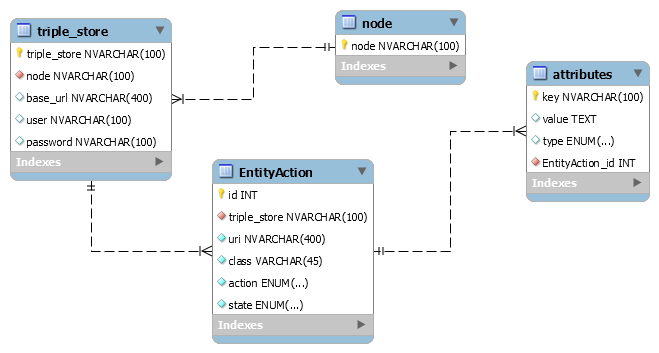 triple_store
triple_store NVARCHAR(100)
node NVARCHAR(100)
base_url NVARCHAR(400)
user NVARCHAR(100)
password NVARCHAR(100)
Indexes
node
node NVARCHAR(100)
Indexes
attributes
key NVARCHAR(100)
value TEXT
type ENUM(...)
EntityAction_id INT
Indexes
EntityAction
id INT
triple_store NVARCHAR(100)
uri NVARCHAR(400)
class VARCHAR(45)
action ENUM(...)
state ENUM(...)
Indexes